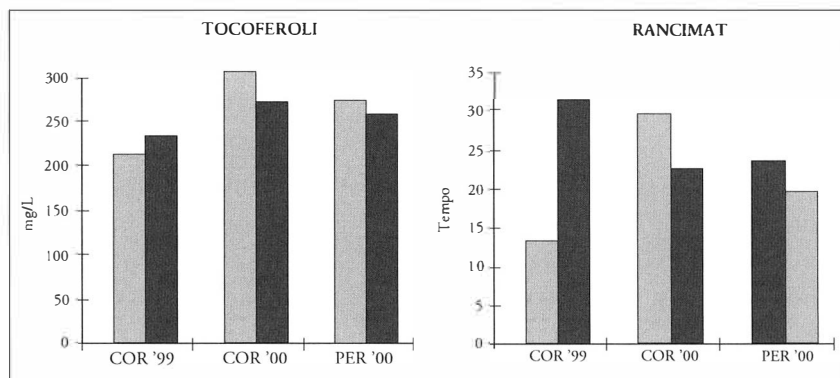 TOCOFEROLI
mg/L
300
250
200
150
100
50
0
COR '99
COR '00
PER '00
RANCIMAT
Tempo
35
30
25
20
15
10
5
0
COR '99
COR '00
PER '00